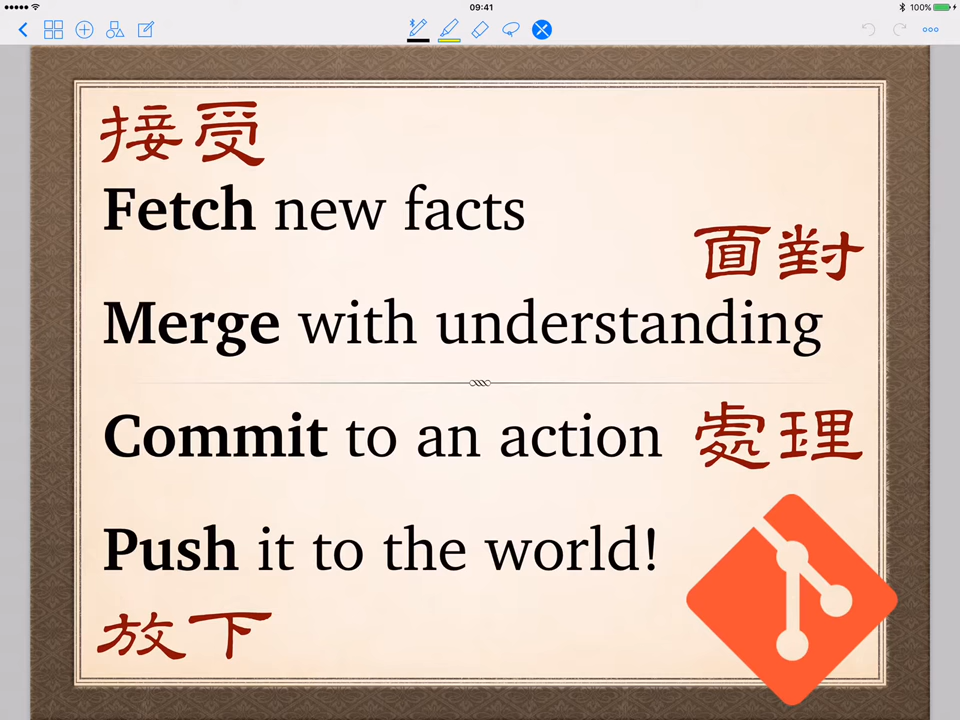 09:41
100%
接受
Fetch new facts
面對
Merge with understanding
Commit to an action 處理
Push it to the world!
放下